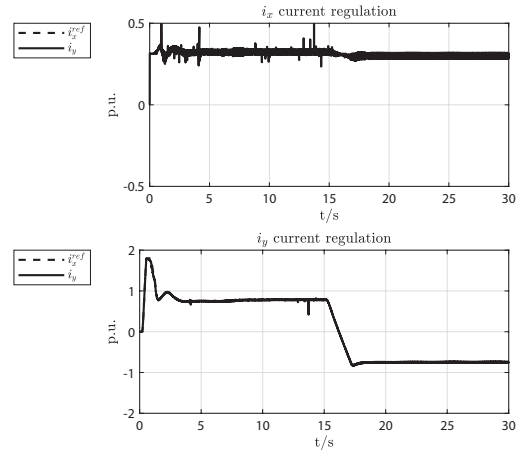 i_x current regulation
i_x^ref
i_y
0.5
0
-0.5
p.u.
0 5 10 15 20 25 30
t/s
i_y current regulation
i_x^ref
i_y
2
1
0
-1
-2
p.u.
0 5 10 15 20 25 30
t/s